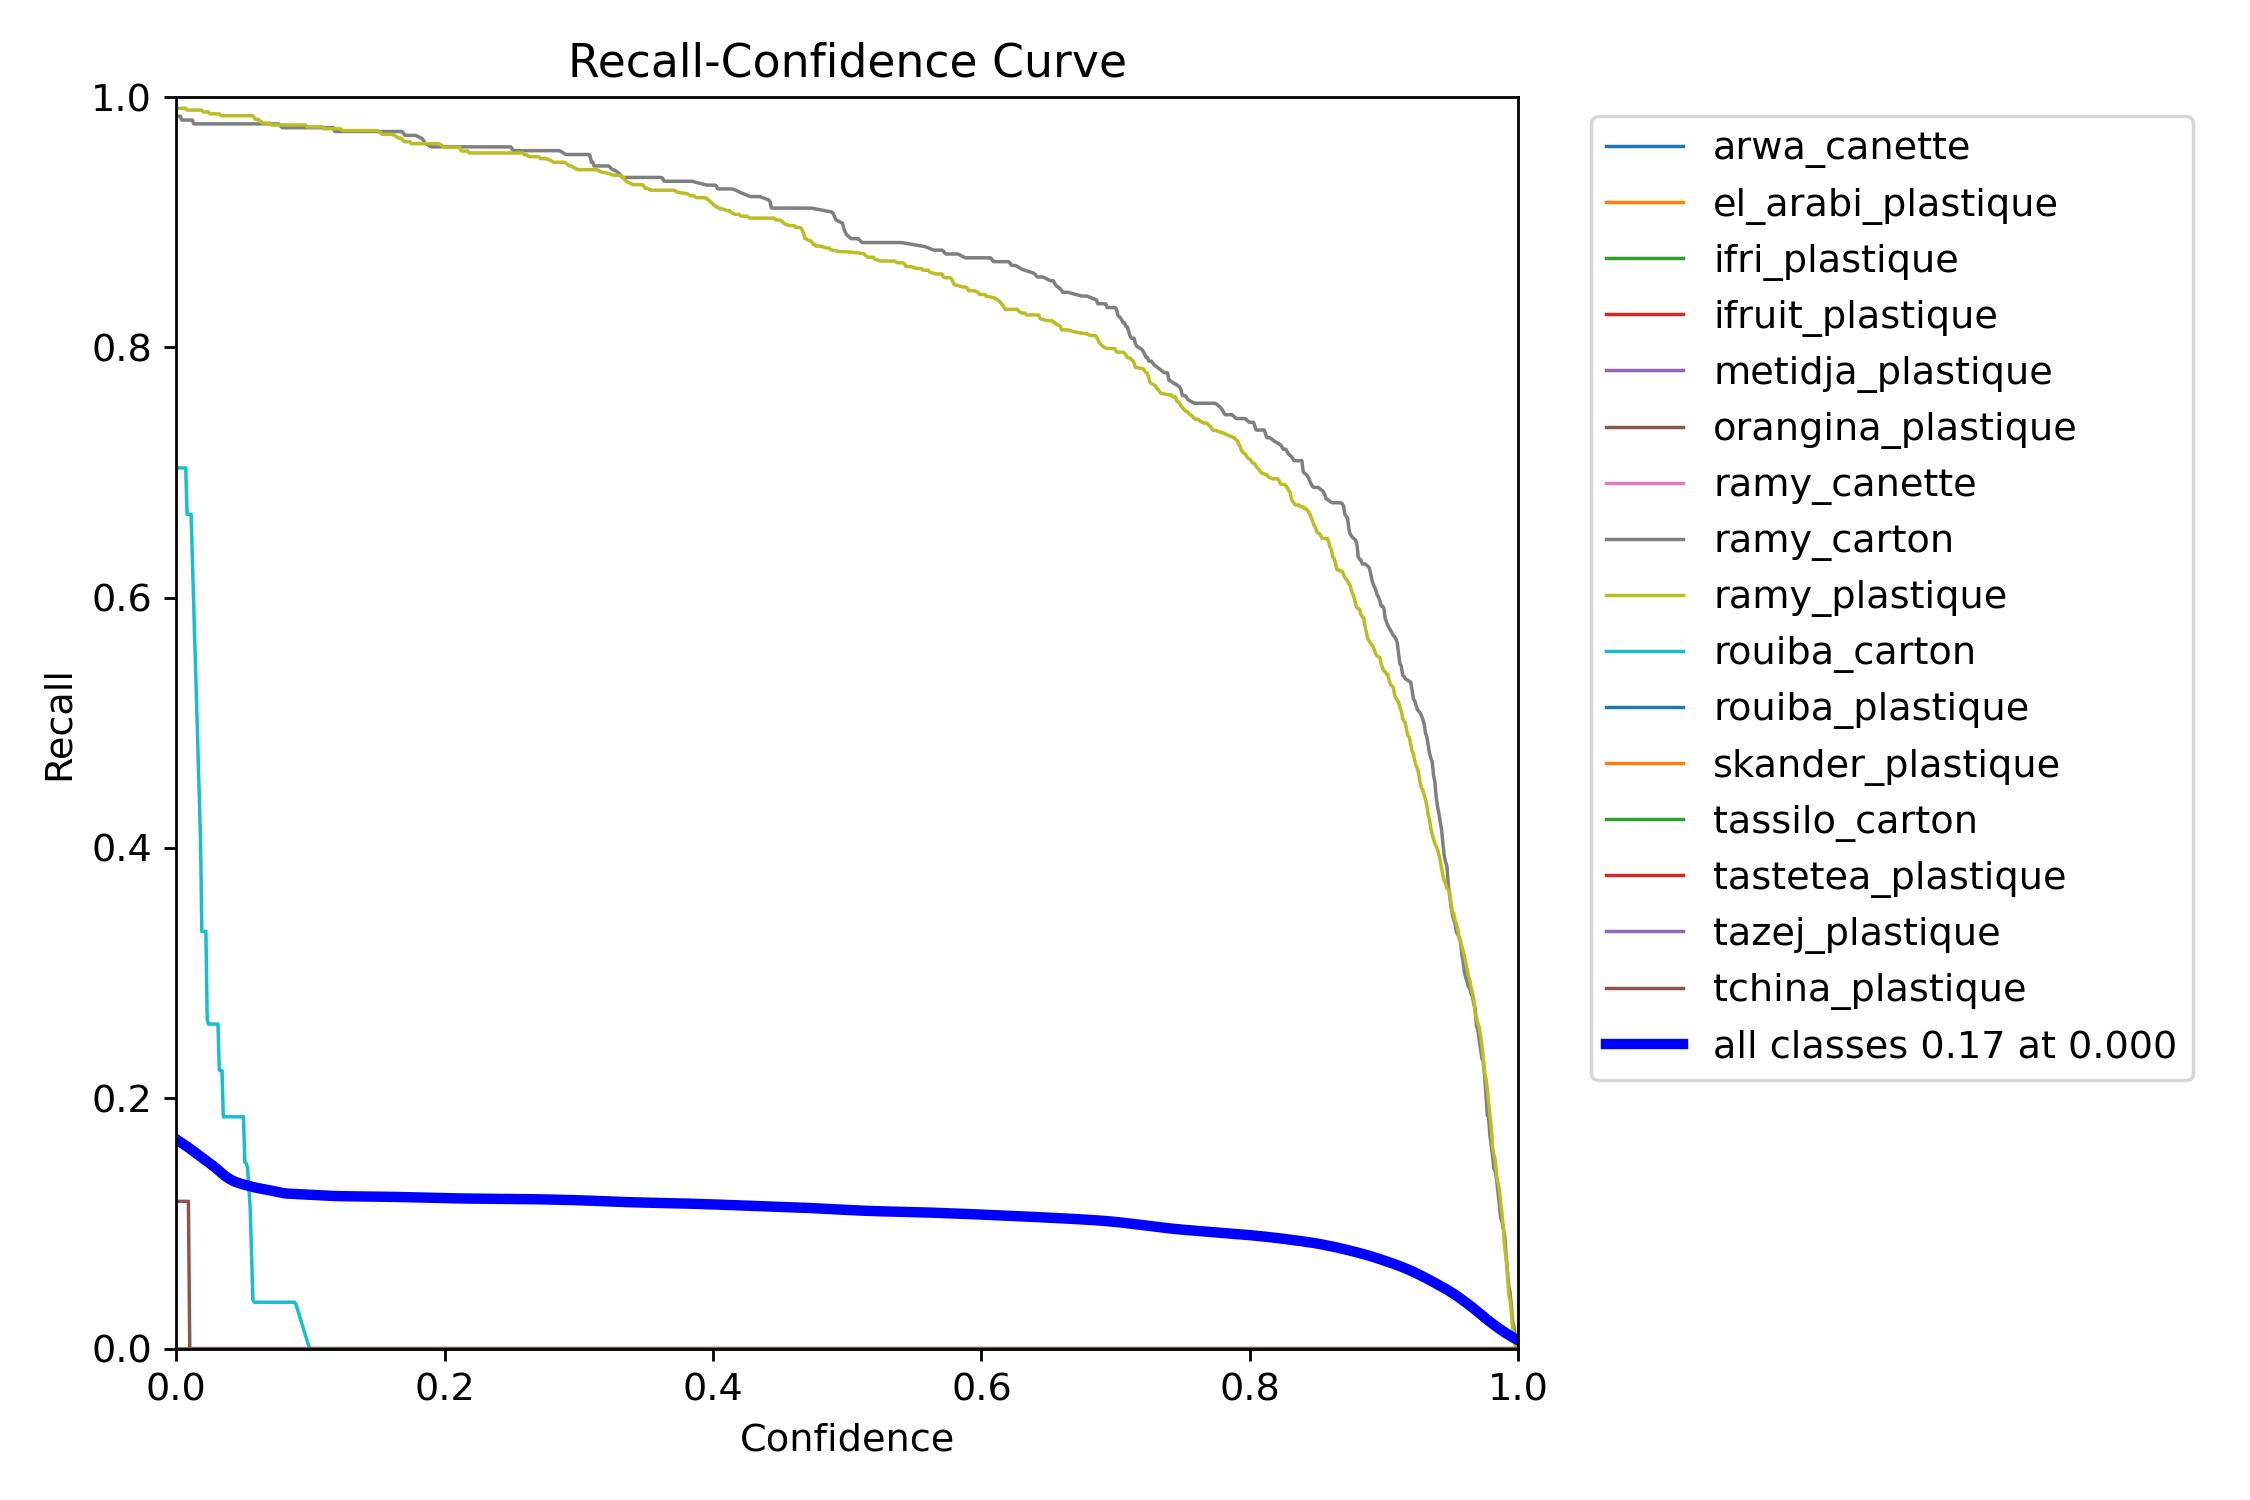 Recall-Confidence Curve
1.0
0.8
0.6
0.4
0.2
0.0
Recall
0.0 0.2 0.4 0.6 0.8 1.0
Confidence
arwa_canette
el_arabi_plastique
ifri_plastique
ifruit_plastique
metidja_plastique
orangina_plastique
ramy_canette
ramy_carton
ramy_plastique
rouiba_carton
rouiba_plastique
skander_plastique
tassilo_carton
tastetea_plastique
tazej_plastique
tchina_plastique
all classes 0.17 at 0.000